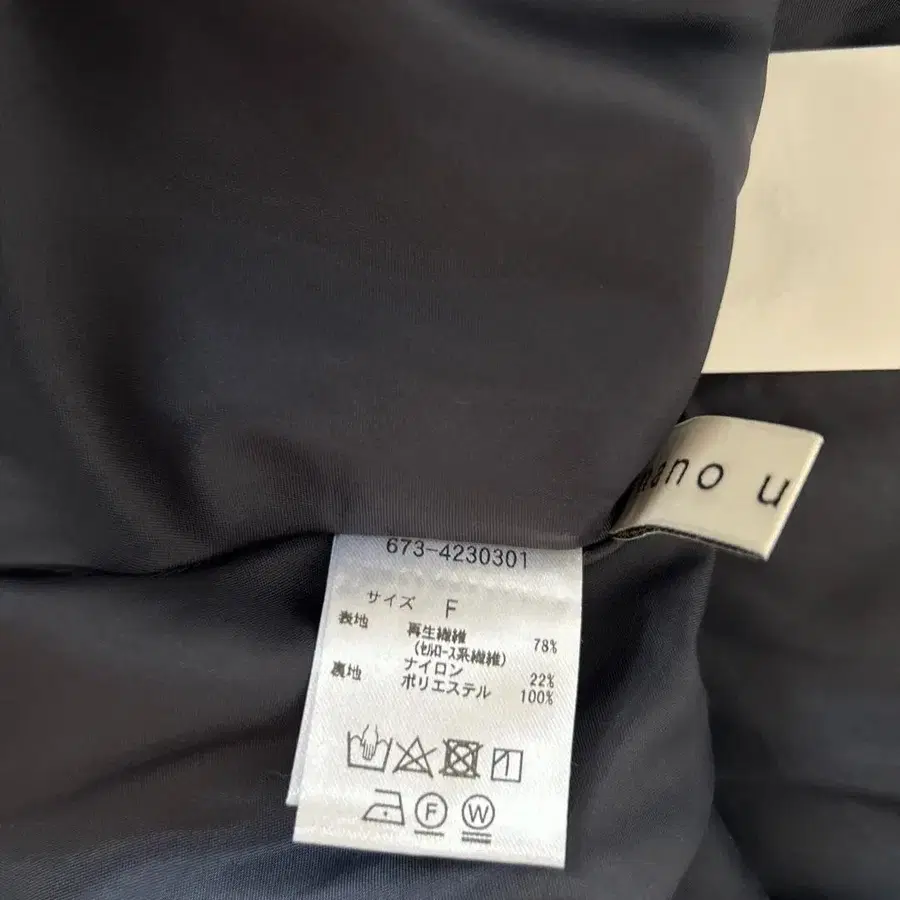 mano u
673-4230301
サイズ F
表地 再生繊維 78%
(セルロース系繊維)
ナイロン 22%
裏地 ポリエステル 100%
F W